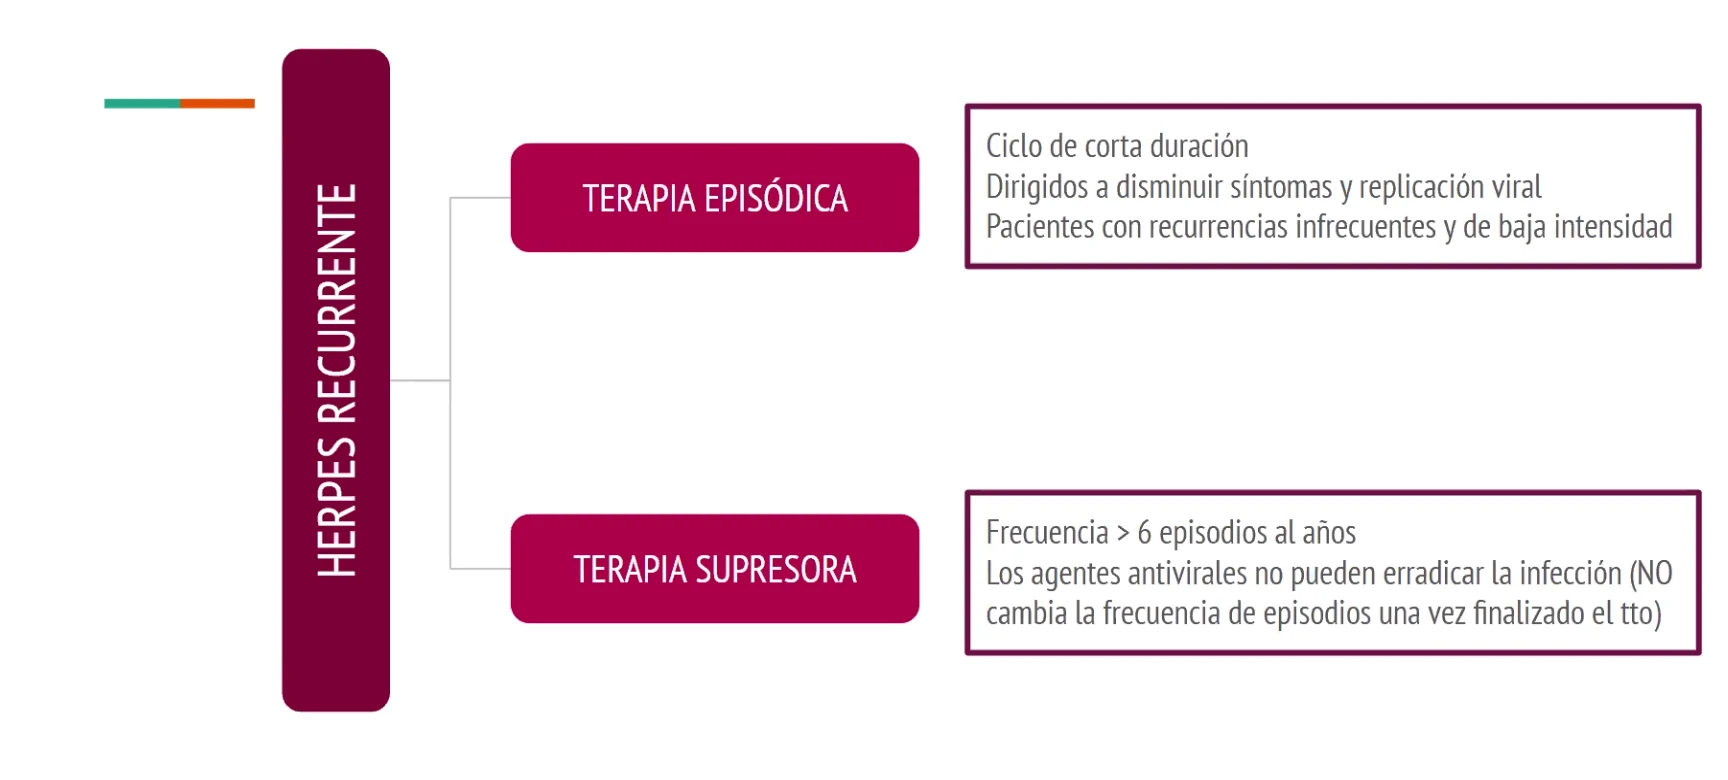 HERPES RECURRENTE
TERAPIA EPISÓDICA
Ciclo de corta duración
Dirigidos a disminuir síntomas y replicación viral
Pacientes con recurrencias infrecuentes y de baja intensidad
TERAPIA SUPRESORA
Frecuencia > 6 episodios al años
Los agentes antivirales no pueden erradicar la infección (NO
cambia la frecuencia de episodios una vez finalizado el tto)